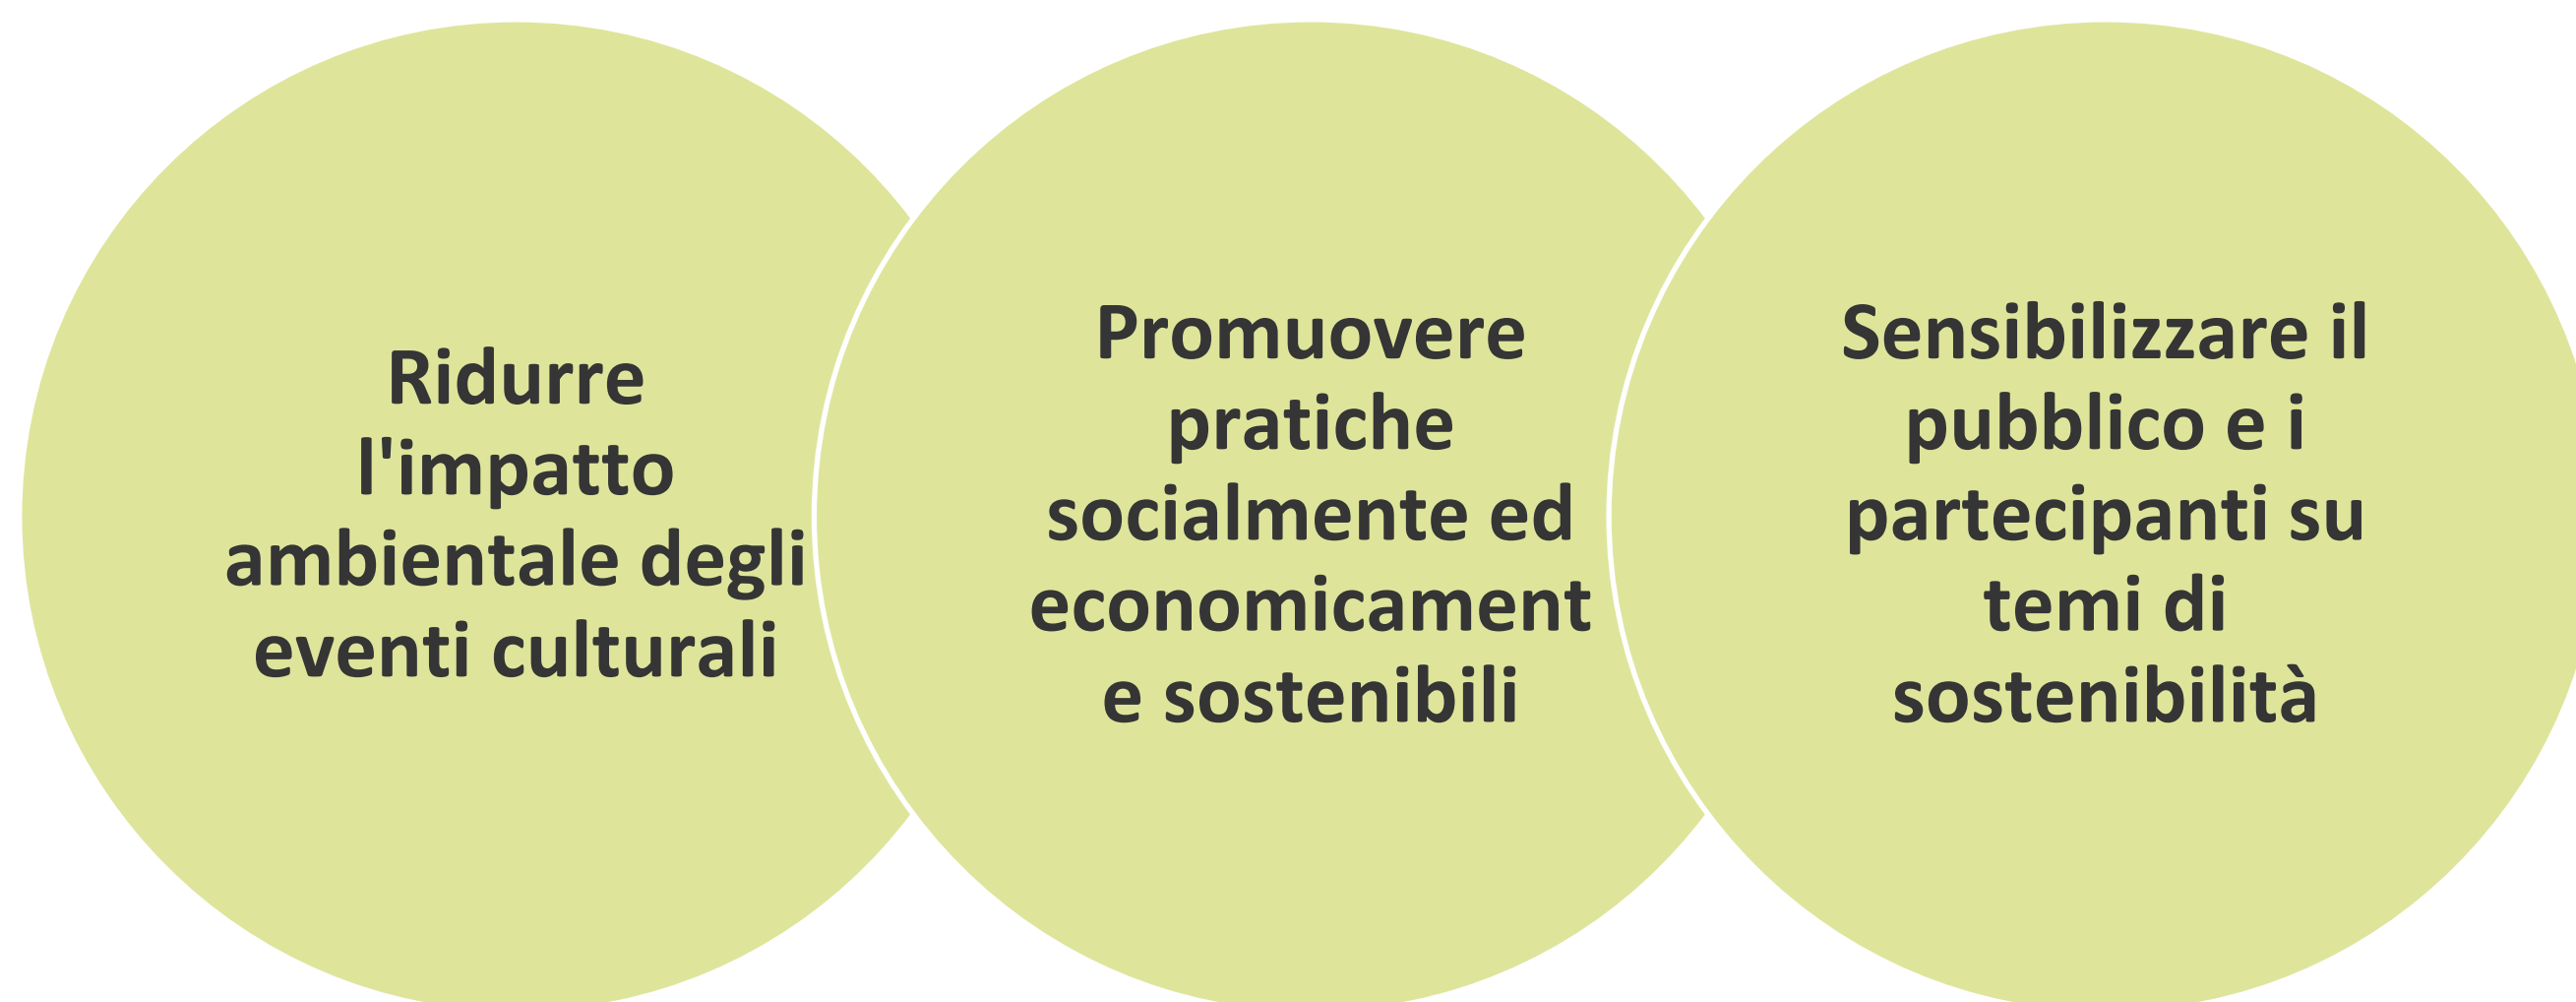 Ridurre
l'impatto
ambientale degli
eventi culturali
Promuovere
pratiche
socialmente ed
economicament
e sostenibili
Sensibilizzare il
pubblico e i
partecipanti su
temi di
sostenibilità